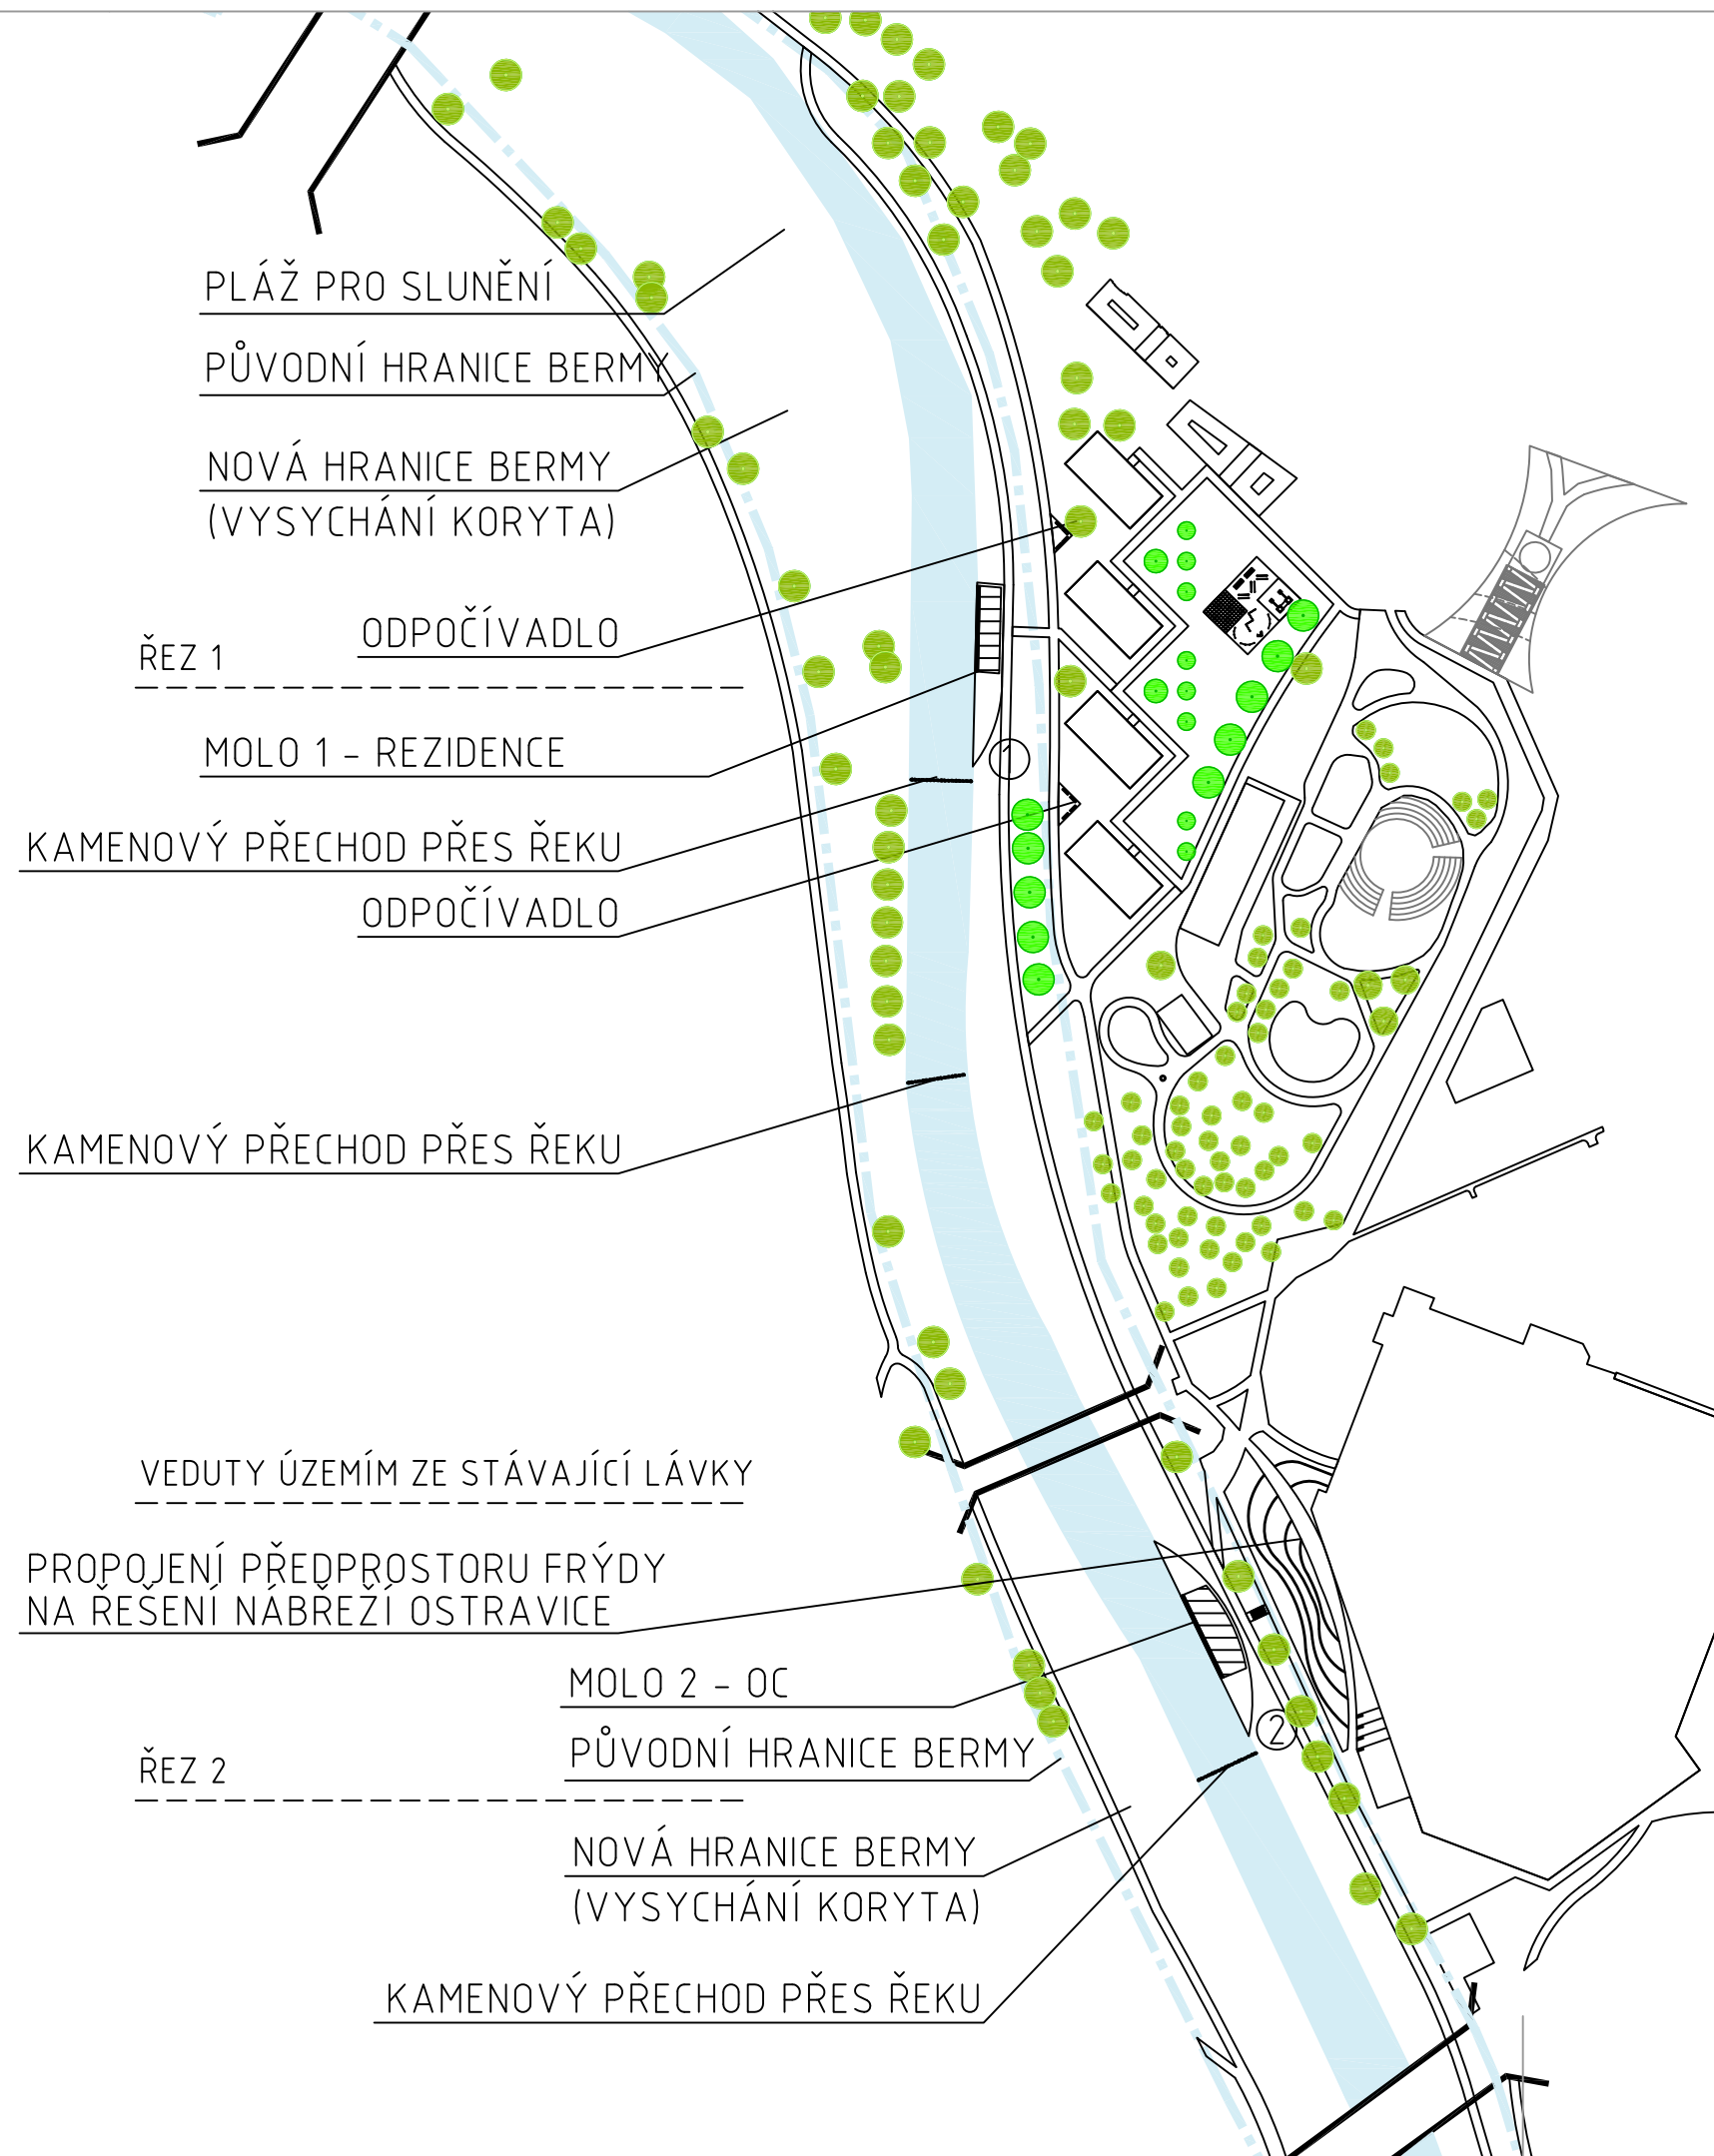 PLÁŽ PRO SLUNĚNÍ
PŮVODNÍ HRANICE BERMY
NOVÁ HRANICE BERMY
(VYSYCHÁNÍ KORYTA)
ODPOČÍVADLO
ŘEZ 1
MOLO 1 - REZIDENCE
1
KAMENOVÝ PŘECHOD PŘES ŘEKU
ODPOČÍVADLO
KAMENOVÝ PŘECHOD PŘES ŘEKU
VEDUTY ÚZEMÍM ZE STÁVAJÍCÍ LÁVKY
PROPOJENÍ PŘEDPROSTORU FRÝDY
NA ŘEŠENÍ NÁBŘEŽÍ OSTRAVICE
MOLO 2 - OC
2
PŮVODNÍ HRANICE BERMY
ŘEZ 2
NOVÁ HRANICE BERMY
(VYSYCHÁNÍ KORYTA)
KAMENOVÝ PŘECHOD PŘES ŘEKU